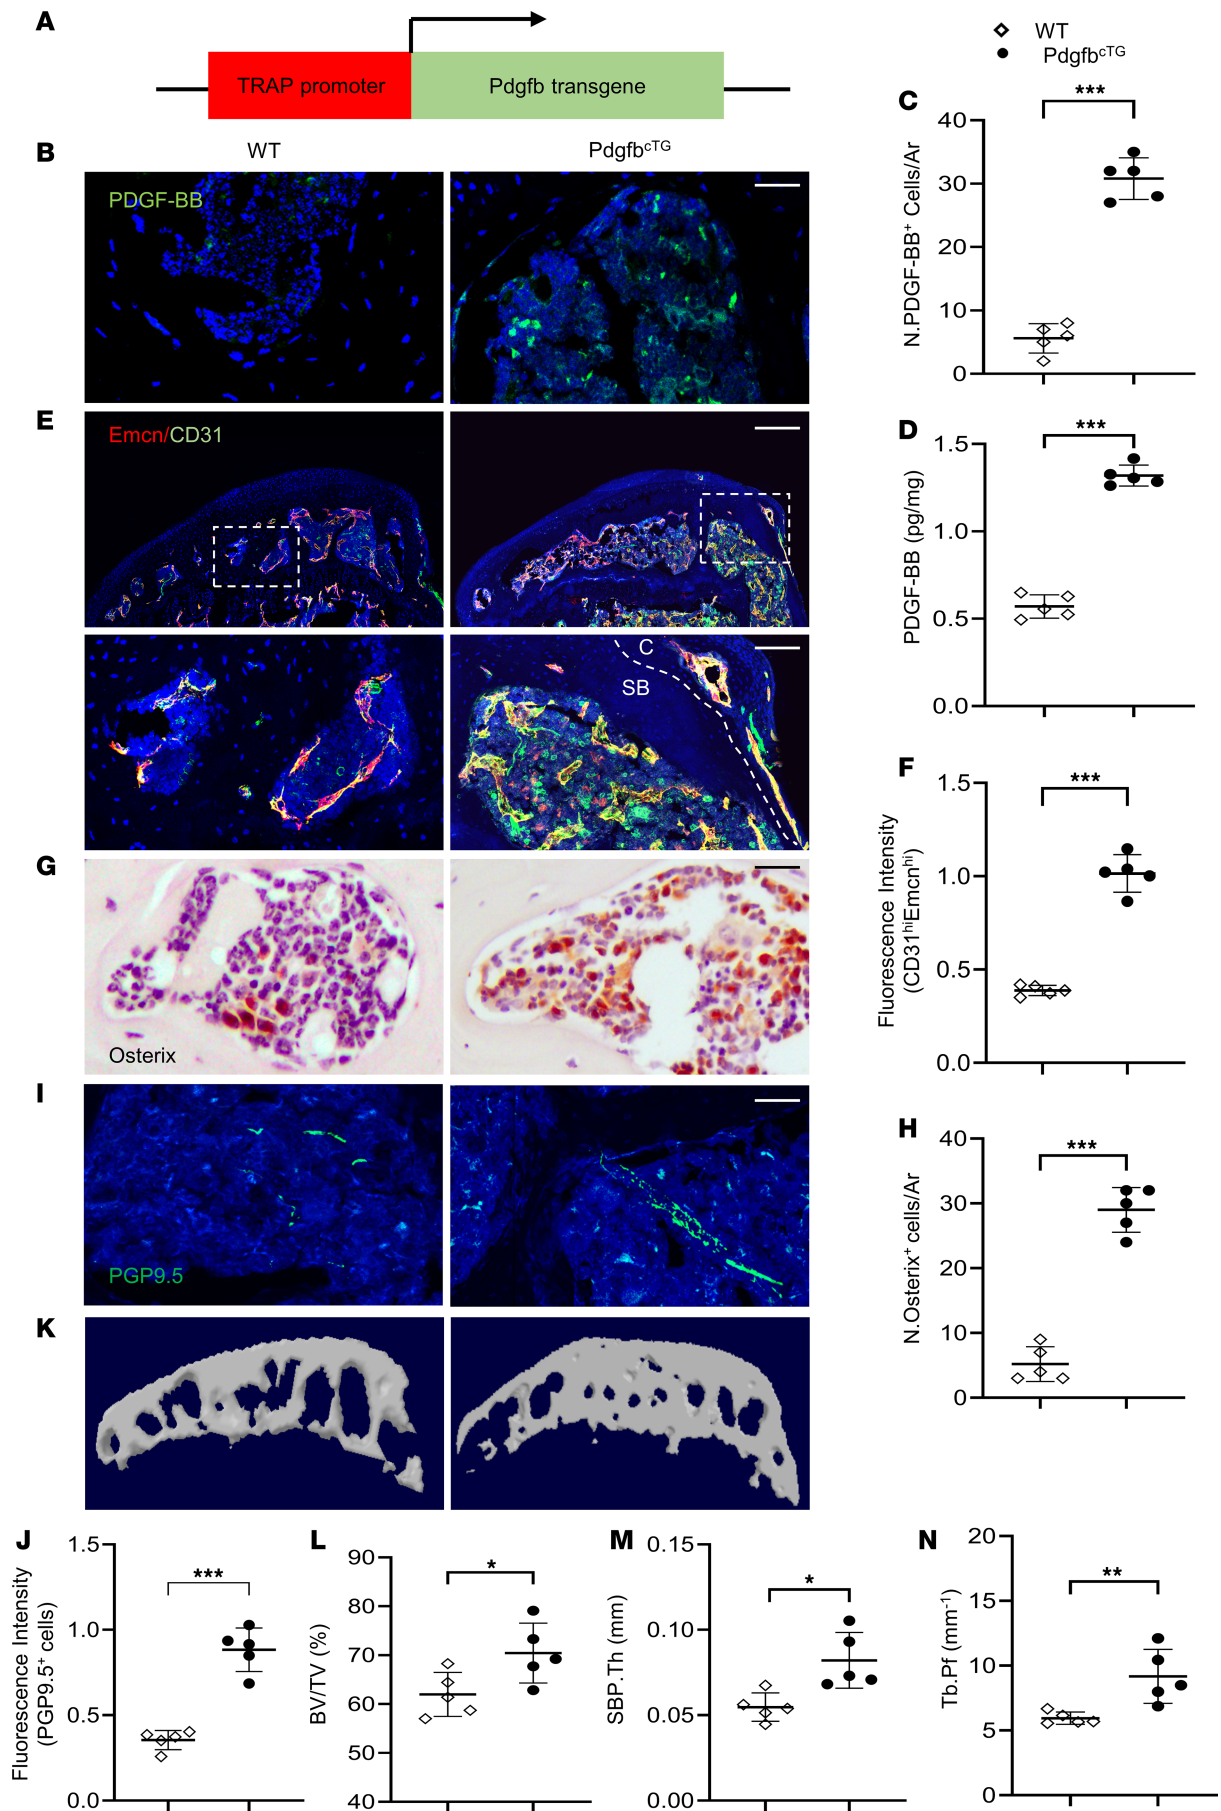 A
TRAP promoter
Pdgfb transgene
WT
PdgfbcTG
B
WT
PdgfbcTG
PDGF-BB
C
***
40
30
20
10
0
N.PDGF-BB+ Cells/Ar
D
***
1.5
1.0
0.5
0.0
PDGF-BB (pg/mg)
E
Emcn/CD31
C
SB
F
***
1.5
1.0
0.5
0.0
Fluorescence Intensity
(CD31hiEmcnhi)
G
Osterix
H
***
40
30
20
10
0
N.Osterix+ cells/Ar
I
PGP9.5
K
J
***
1.5
1.0
0.5
0.0
Fluorescence Intensity
(PGP9.5+ cells)
L
*
90
80
70
60
50
40
BV/TV (%)
M
*
0.15
0.10
0.05
0.00
SBP.Th (mm)
N
**
20
15
10
5
0
Tb.Pf (mm-1)